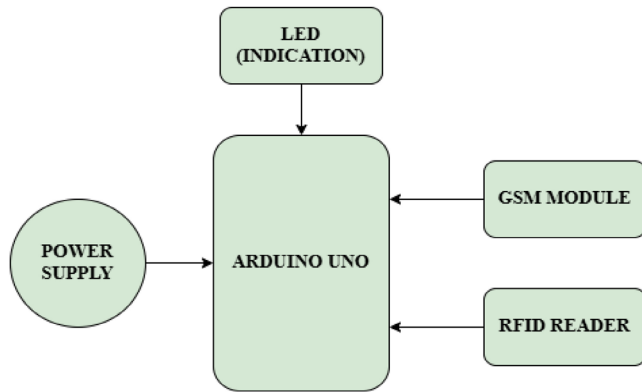 LED
(INDICATION)
GSM MODULE
POWER
SUPPLY
ARDUINO UNO
RFID READER